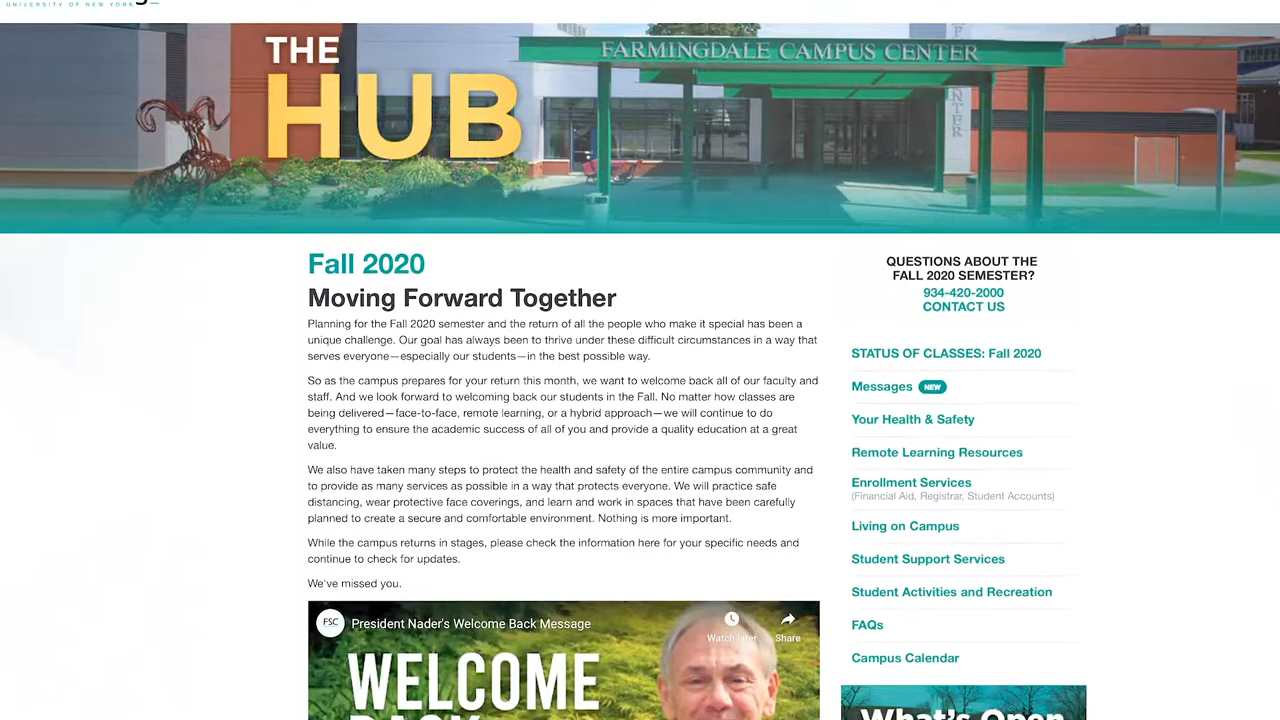 UNIVERSITY OF NEW YORK
THE
HUB
FARMINGDALE CAMPUS CENTER
Fall 2020
Moving Forward Together
Planning for the Fall 2020 semester and the return of all the people who make it special has been a
unique challenge. Our goal has always been to thrive under these difficult circumstances in a way that
serves everyone—especially our students—in the best possible way.
So as the campus prepares for your return this month, we want to welcome back all of our faculty and
staff. And we look forward to welcoming back our students in the Fall. No matter how classes are
being delivered—face-to-face, remote learning, or a hybrid approach—we will continue to do
everything to ensure the academic success of all of you and provide a quality education at a great
value.
We also have taken many steps to protect the health and safety of the entire campus community and
to provide as many services as possible in a way that protects everyone. We will practice safe
distancing, wear protective face coverings, and learn and work in spaces that have been carefully
planned to create a secure and comfortable environment. Nothing is more important.
While the campus returns in stages, please check the information here for your specific needs and
continue to check for updates.
We've missed you.
FSC President Nader's Welcome Back Message
Watch later Share
WELCOME
BACK
QUESTIONS ABOUT THE
FALL 2020 SEMESTER?
934-420-2000
CONTACT US
STATUS OF CLASSES: Fall 2020
Messages NEW
Your Health & Safety
Remote Learning Resources
Enrollment Services
(Financial Aid, Registrar, Student Accounts)
Living on Campus
Student Support Services
Student Activities and Recreation
FAQs
Campus Calendar
What's Open